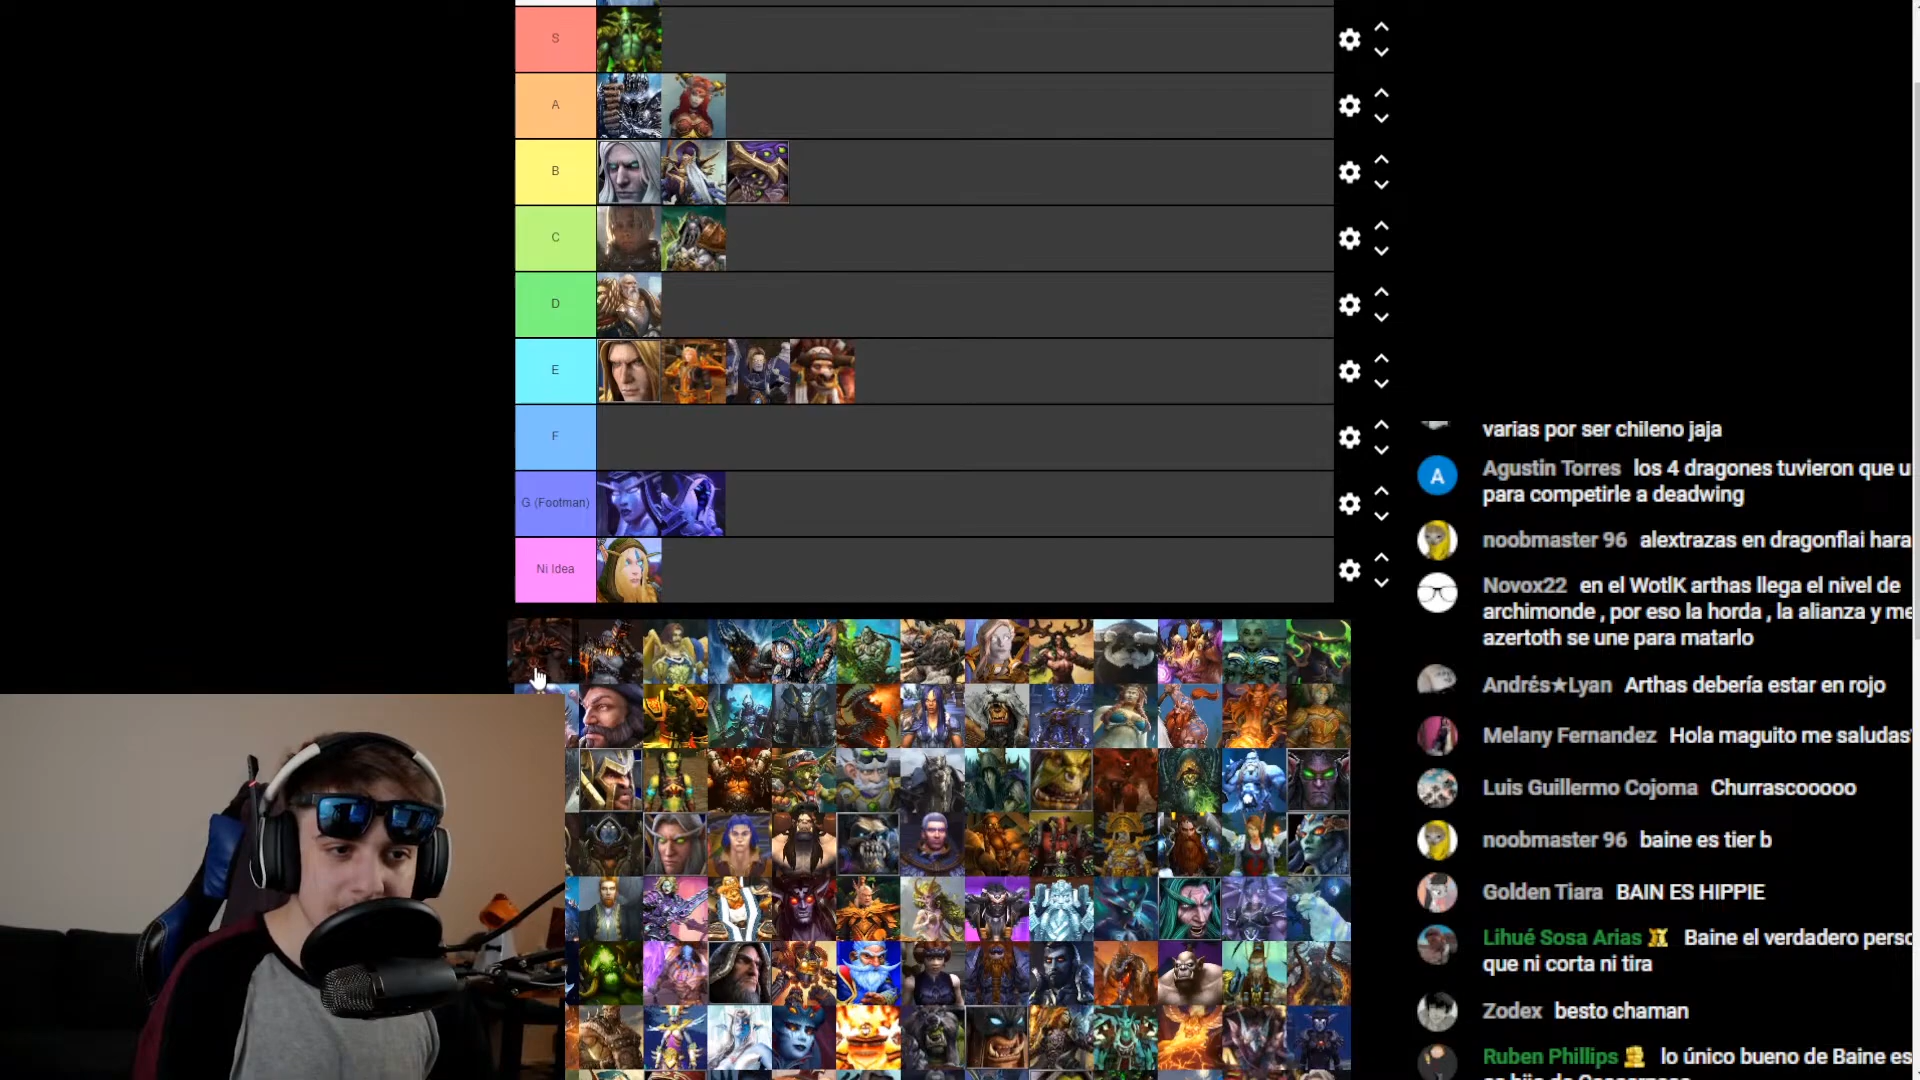 S
A
B
C
D
E
F
G (Footman)
Ni Idea
varias por ser chileno jaja
A
Agustin Torres los 4 dragones tuvieron que u
para competirle a deadwing
noobmaster 96 alextrazas en dragonflai hara
Novox22 en el WotlK arthas llega el nivel de
archimonde , por eso la horda , la alianza y me
azertoth se une para matarlo
Andrés★Lyan Arthas debería estar en rojo
Melany Fernandez Hola maguito me saludas
Luis Guillermo Cojoma Churrascooooo
noobmaster 96 baine es tier b
Golden Tiara BAIN ES HIPPIE
Lihué Sosa Arias Baine el verdadero perso
que ni corta ni tira
Zodex besto chaman
Ruben Phillips lo único bueno de Baine es